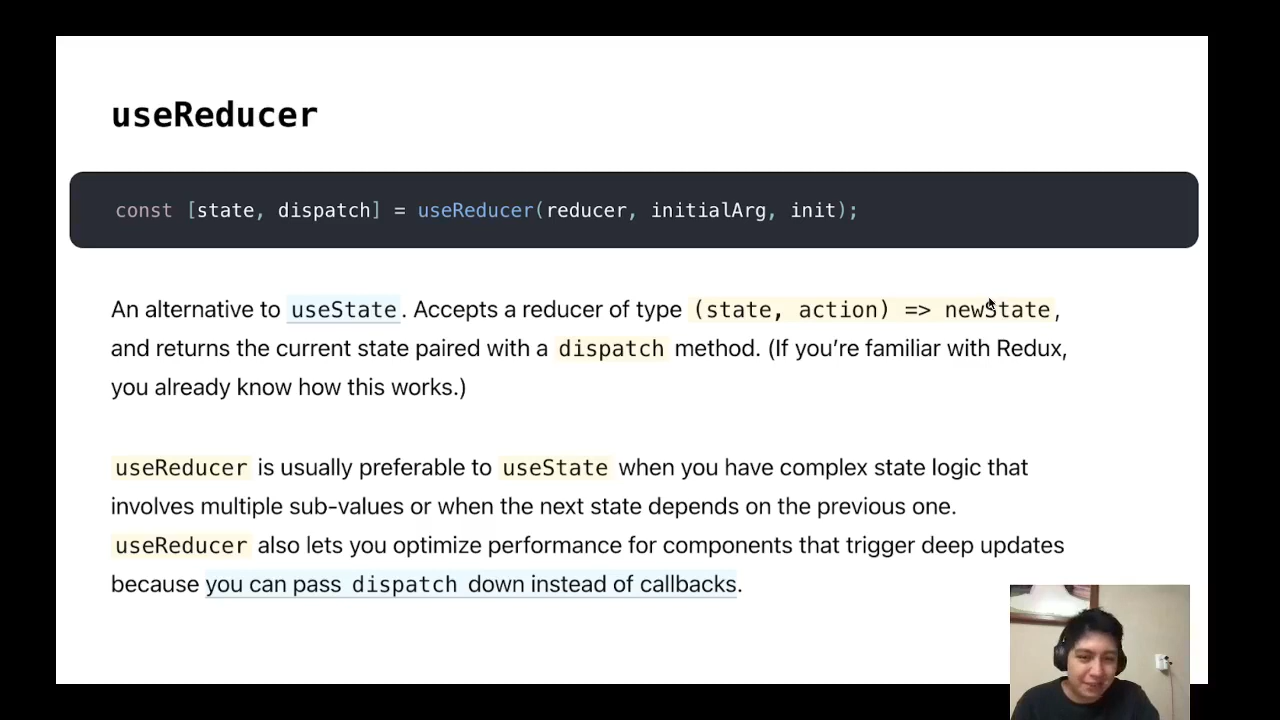 useReducer
const [state, dispatch] = useReducer(reducer, initialArg, init);
An alternative to useState. Accepts a reducer of type (state, action) => newState,
and returns the current state paired with a dispatch method. (If you’re familiar with Redux,
you already know how this works.)
useReducer is usually preferable to useState when you have complex state logic that
involves multiple sub-values or when the next state depends on the previous one.
useReducer also lets you optimize performance for components that trigger deep updates
because you can pass dispatch down instead of callbacks.